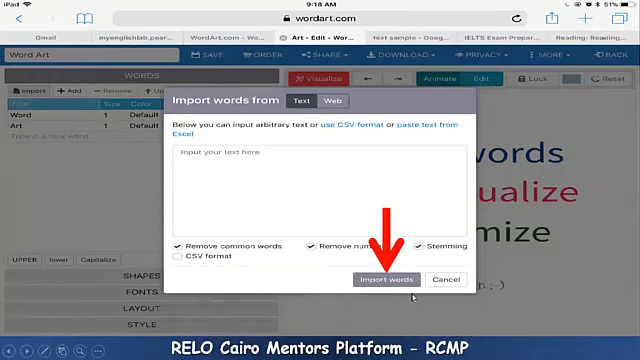 iPad
9:18 AM
51%
wordart.com
Gmail
myenglishlab.pear...
WordArt.com - Wo...
Art - Edit - Wor...
text sample - Goog...
IELTS Exam Prepar...
Reading: Reading...
Word Art
SAVE
ORDER
SHARE
DOWNLOAD
PRIVACY
MORE
BACK
WORDS
Import
Add
Remove
Up
Visualize
Animate
Edit
Lock
Reset
Filter
Size
Color
Word 1 Default
Art 1 Default
Type in a new word
Import words from
Text
Web
Below you can input arbitrary text or use CSV format or paste text from
Excel
Input your text here
Remove common words
Remove num
Stemming
CSV format
Import words
Cancel
UPPER
lower
Capitalize
SHAPES
FONTS
LAYOUT
STYLE
ords
ualize
mize
n ;-)
RELO Cairo Mentors Platform - RCMP